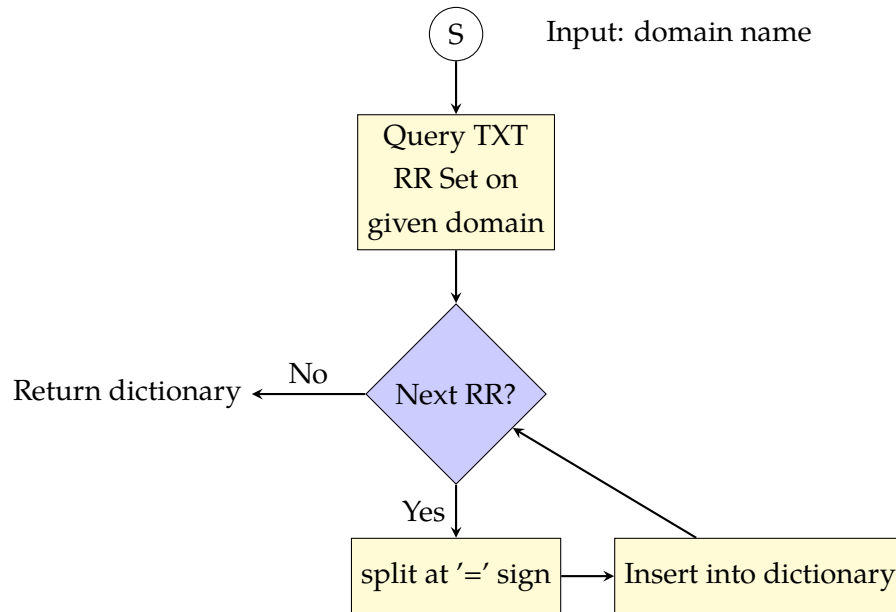 S
Input: domain name
Query TXT
RR Set on
given domain
Next RR?
No
Return dictionary
Yes
split at ’=’ sign
Insert into dictionary